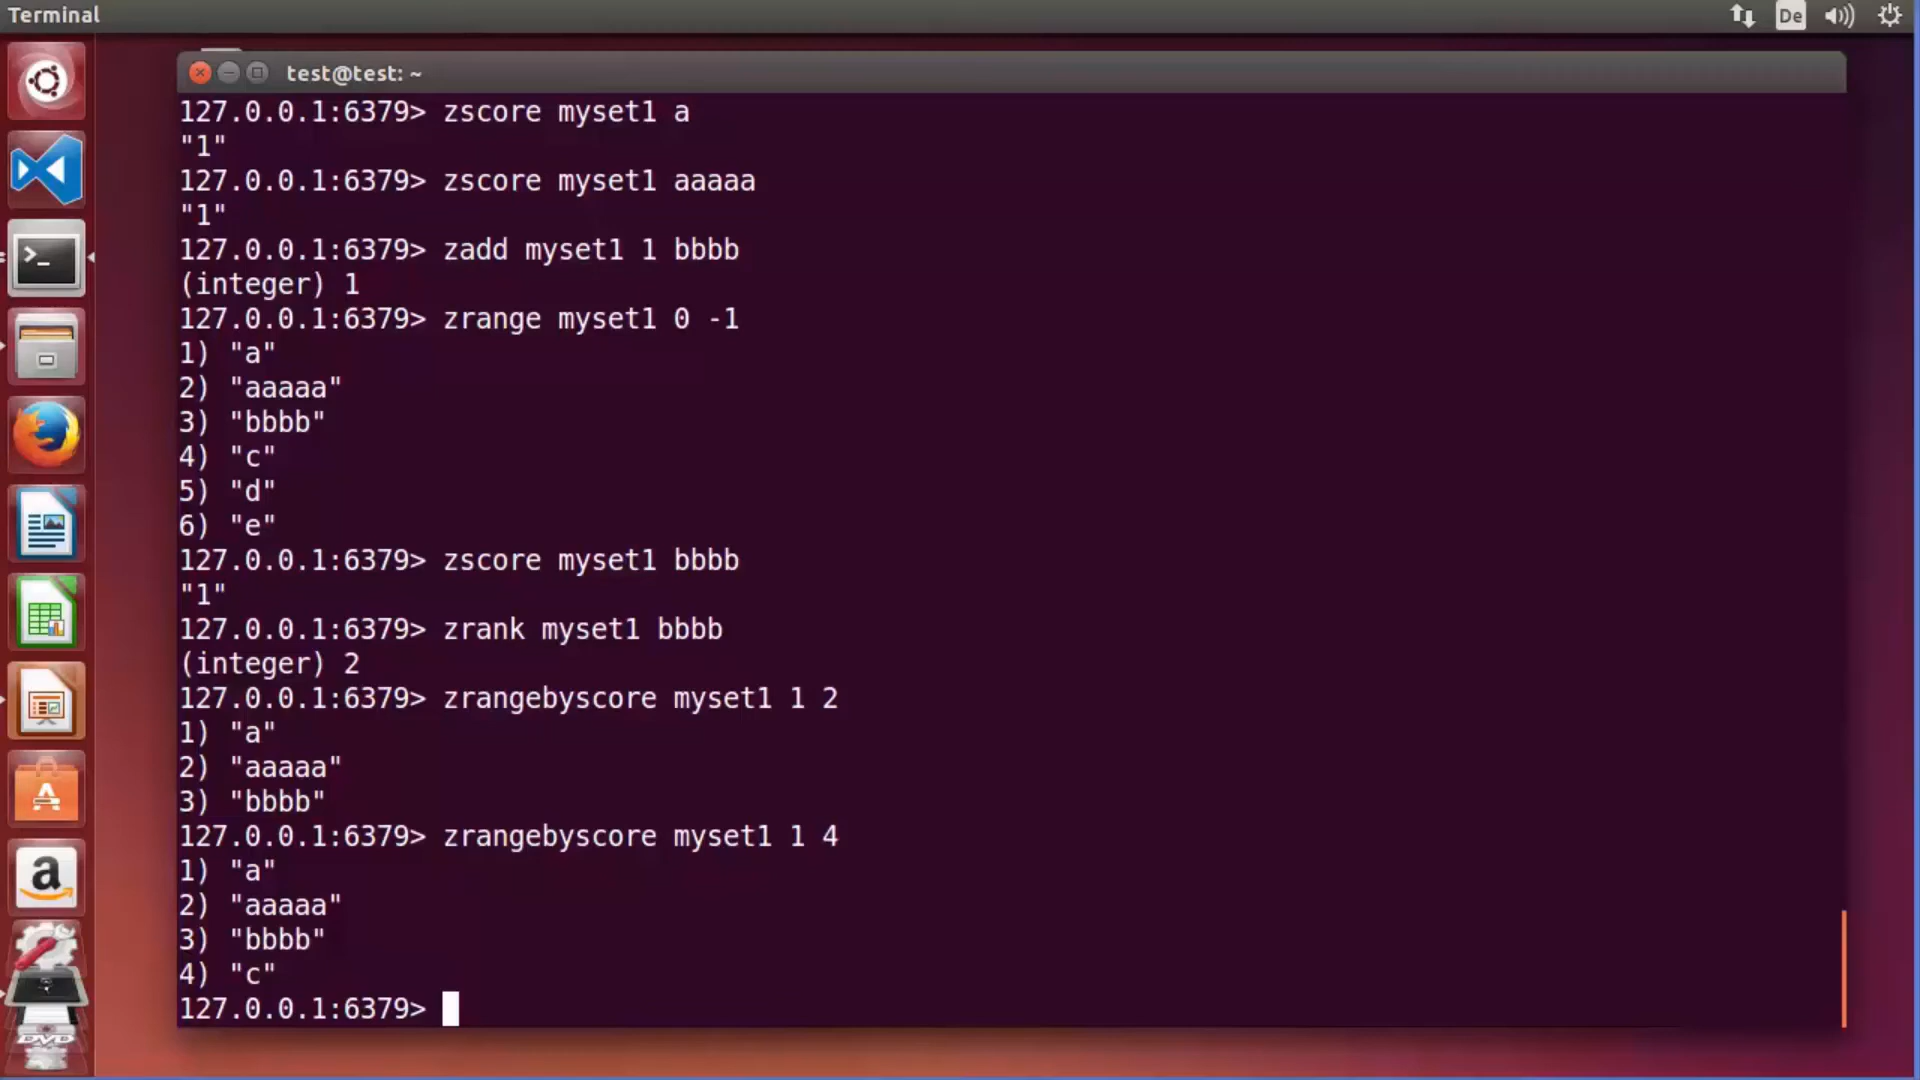 Terminal
De
test@test: ~
127.0.0.1:6379> zscore myset1 a
"1"
127.0.0.1:6379> zscore myset1 aaaaa
"1"
127.0.0.1:6379> zadd myset1 1 bbbb
(integer) 1
127.0.0.1:6379> zrange myset1 0 -1
1) "a"
2) "aaaaa"
3) "bbbb"
4) "c"
5) "d"
6) "e"
127.0.0.1:6379> zscore myset1 bbbb
"1"
127.0.0.1:6379> zrank myset1 bbbb
(integer) 2
127.0.0.1:6379> zrangebyscore myset1 1 2
1) "a"
2) "aaaaa"
3) "bbbb"
127.0.0.1:6379> zrangebyscore myset1 1 4
1) "a"
2) "aaaaa"
3) "bbbb"
4) "c"
127.0.0.1:6379>
>_
A
a
DVD